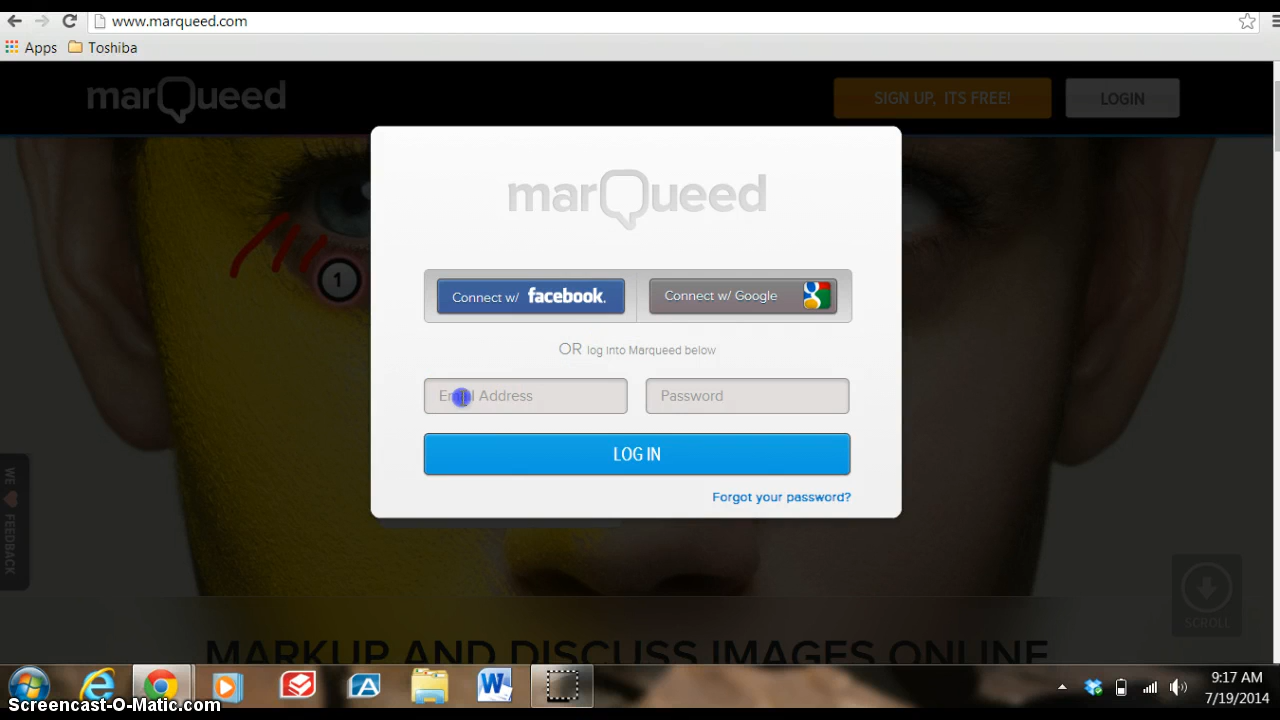 www.marqueed.com
Apps Toshiba
marQueed SIGN UP, ITS FREE! LOGIN
marQueed
1
Connect w/ facebook. Connect w/ Google
OR log into Marqueed below
Email Address Password
LOG IN
Forgot your password?
WE FEEDBACK
SCROLL
MARKUP AND DISCUSS IMAGES ONLINE
9:17 AM
7/19/2014
Screencast-O-Matic.com